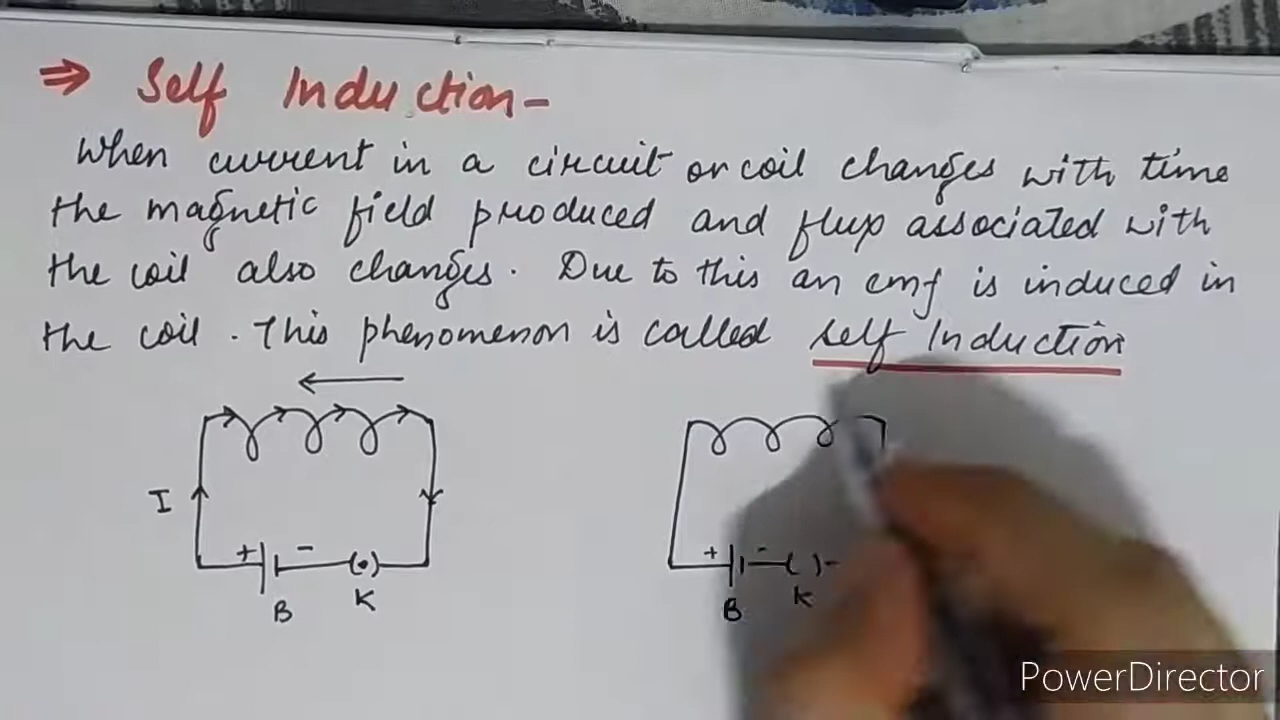 ⇒ Self Induction-
When current in a circuit or coil changes with time
the magnetic field produced and flux associated with
the coil also changes. Due to this an emf is induced in
the coil. This phenomenon is called self Induction
I
+ -
B K
+ -
B K
PowerDirector